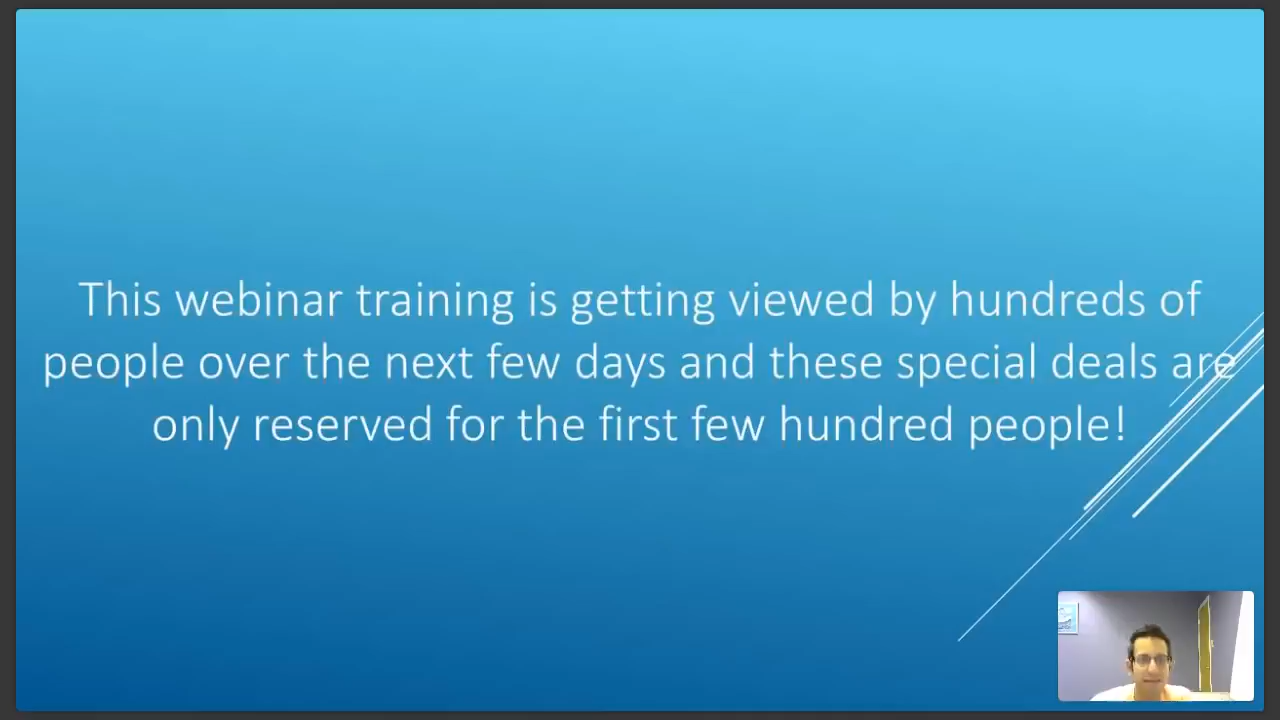 This webinar training is getting viewed by hundreds of
people over the next few days and these special deals are
only reserved for the first few hundred people!